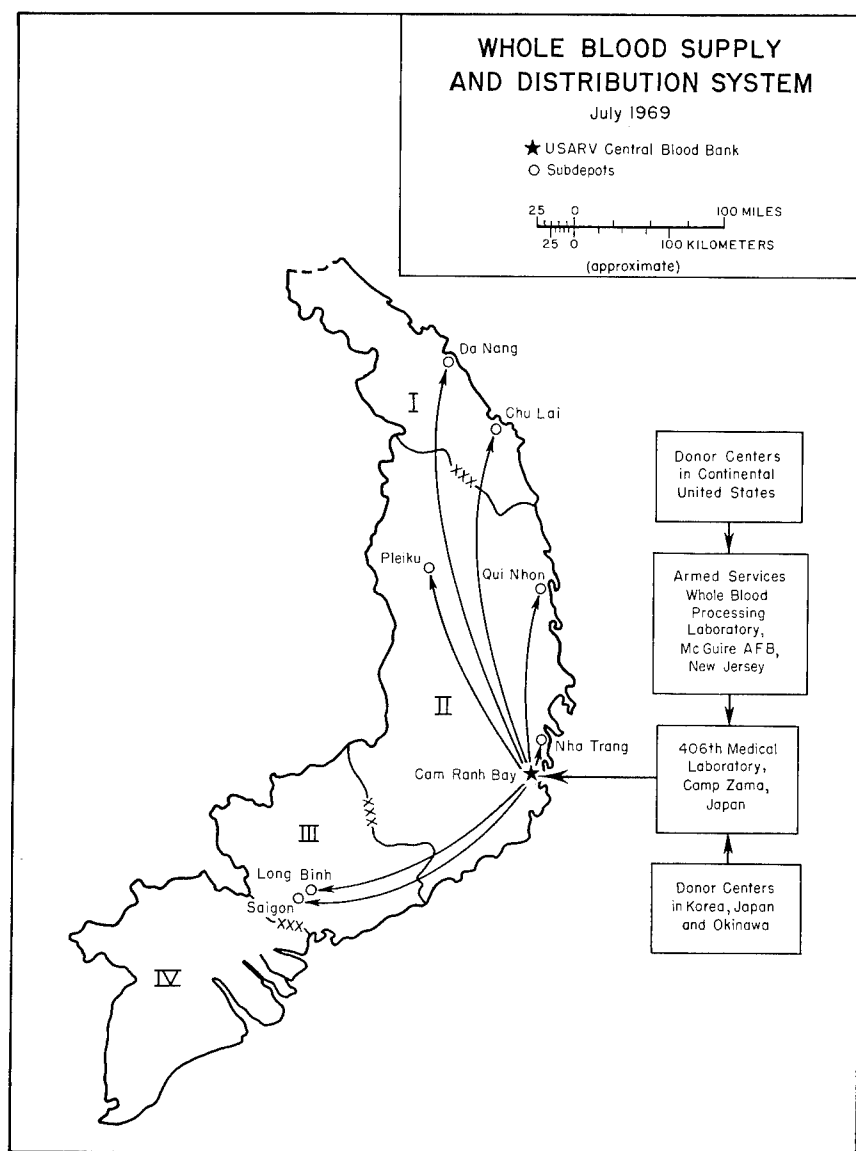 WHOLE BLOOD SUPPLY
AND DISTRIBUTION SYSTEM
July 1969
★ USARV Central Blood Bank
○ Subdepots
25 0 100 MILES
25 0 100 KILOMETERS
(approximate)
Da Nang
I
Chu Lai
XXX
Pleiku
Qui Nhon
II
Nha Trang
Cam Ranh Bay
XXX
III
Long Binh
Saigon
XXX
IV
Donor Centers
in Continental
United States
Armed Services
Whole Blood
Processing
Laboratory,
McGuire AFB,
New Jersey
406th Medical
Laboratory,
Camp Zama,
Japan
Donor Centers
in Korea, Japan
and Okinawa